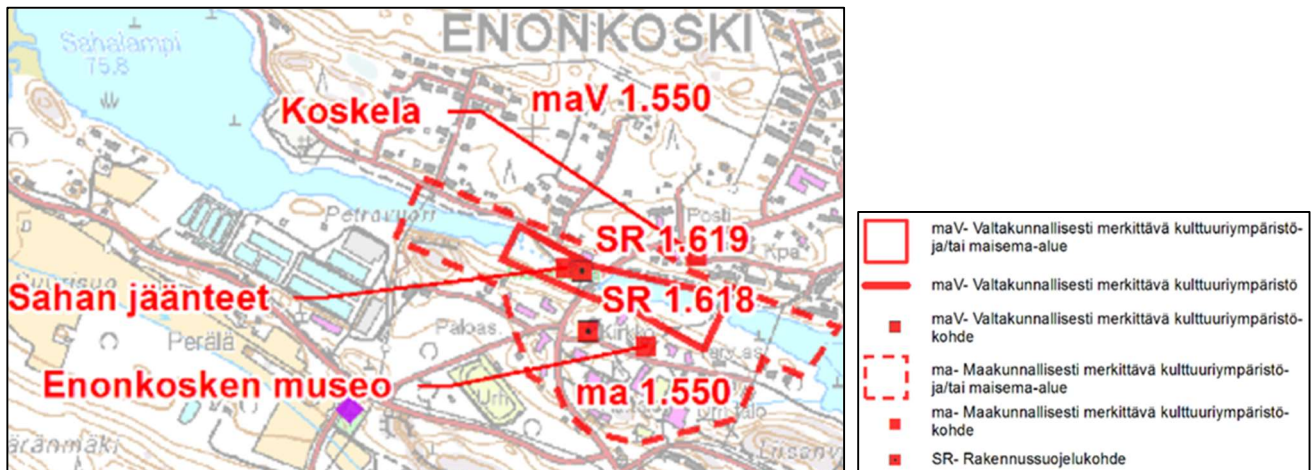 ENONKOSKI
Sahalampi
75.8
maV 1.550
Koskela
Petravuori
Posti
SR 1.619
Kpa
Sahan jäänteet
SR 1.618
Kirkko
Paloas.
Perälä
Enonkosken museo
ma 1.550
Urh.
maV- Valtakunnallisesti merkittävä kulttuuriympäristö-
ja/tai maisema-alue
maV- Valtakunnallisesti merkittävä kulttuuriympäristö
maV- Valtakunnallisesti merkittävä kulttuuriympäristö-
kohde
ma- Maakunnallisesti merkittävä kulttuuriympäristö-
ja/tai maisema-alue
ma- Maakunnallisesti merkittävä kulttuuriympäristö-
kohde
SR- Rakennussuojelukohde